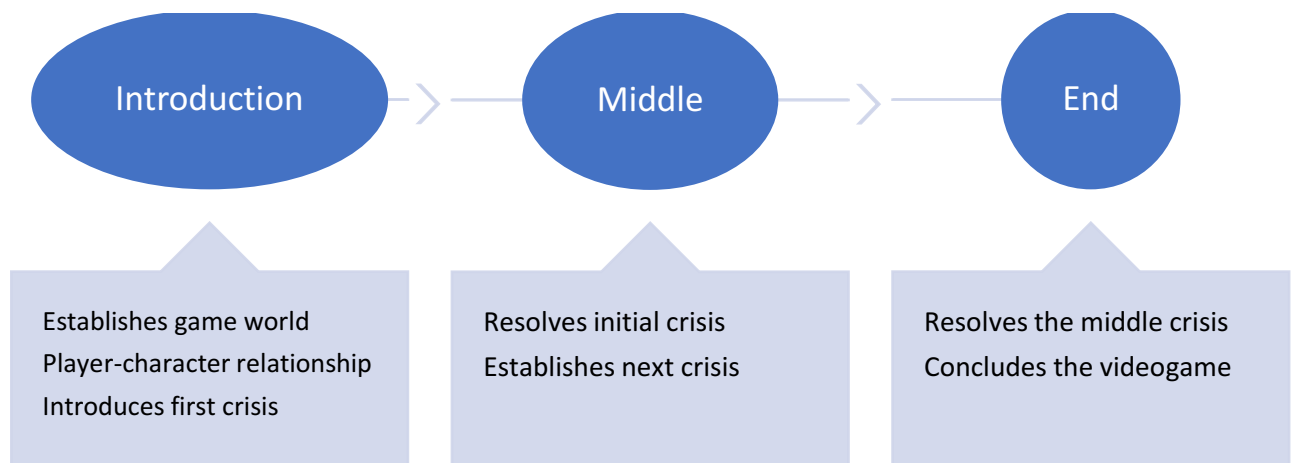 Introduction
Middle
End
Establishes game world
Player-character relationship
Introduces first crisis
Resolves initial crisis
Establishes next crisis
Resolves the middle crisis
Concludes the videogame